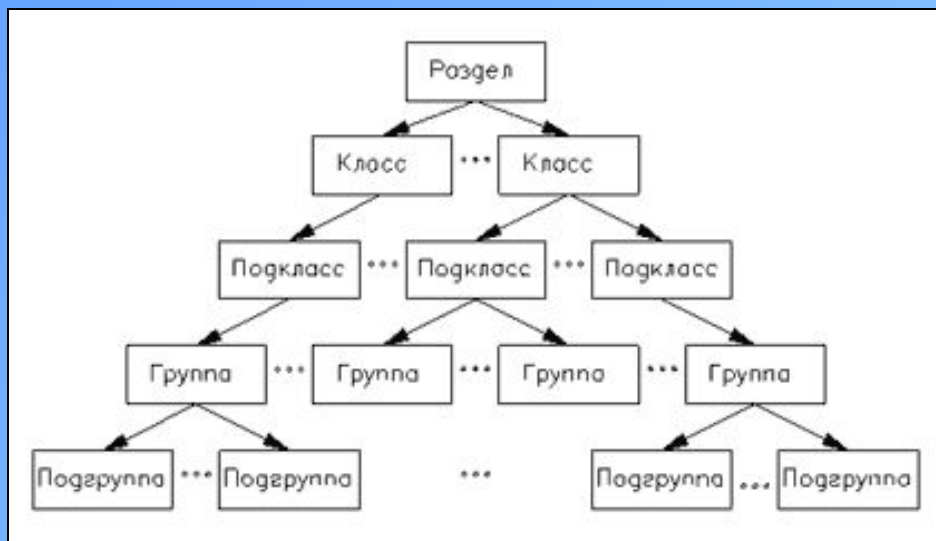 Раздел
Класс ... Класс
Подкласс ... Подкласс ... Подкласс
Группа ... Группа ... Группа ... Группа
Подгруппа ... Подгруппа ... Подгруппа ... Подгруппа